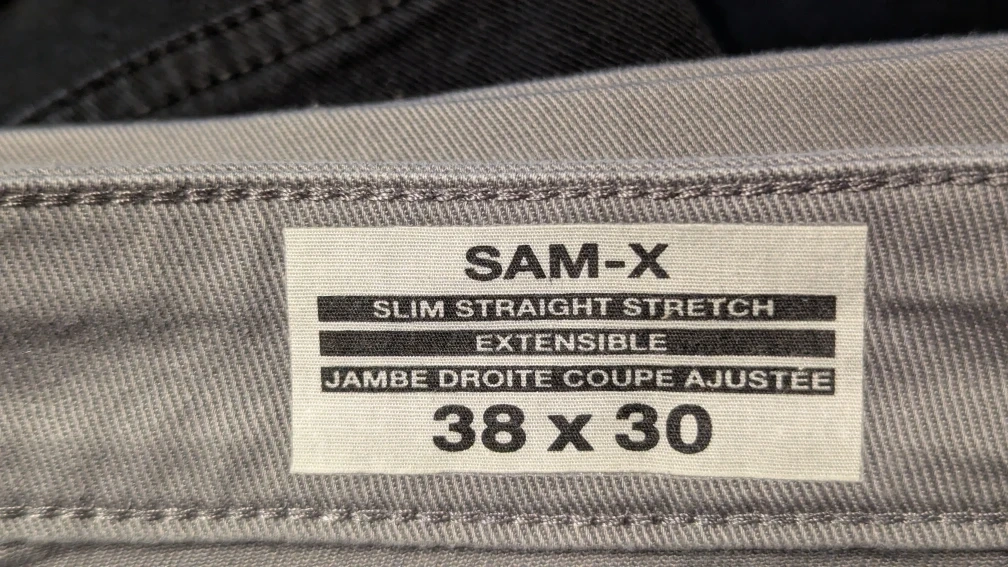 SAM-X
SLIM STRAIGHT STRETCH
EXTENSIBLE
JAMBE DROITE COUPE AJUSTÉE
38 x 30